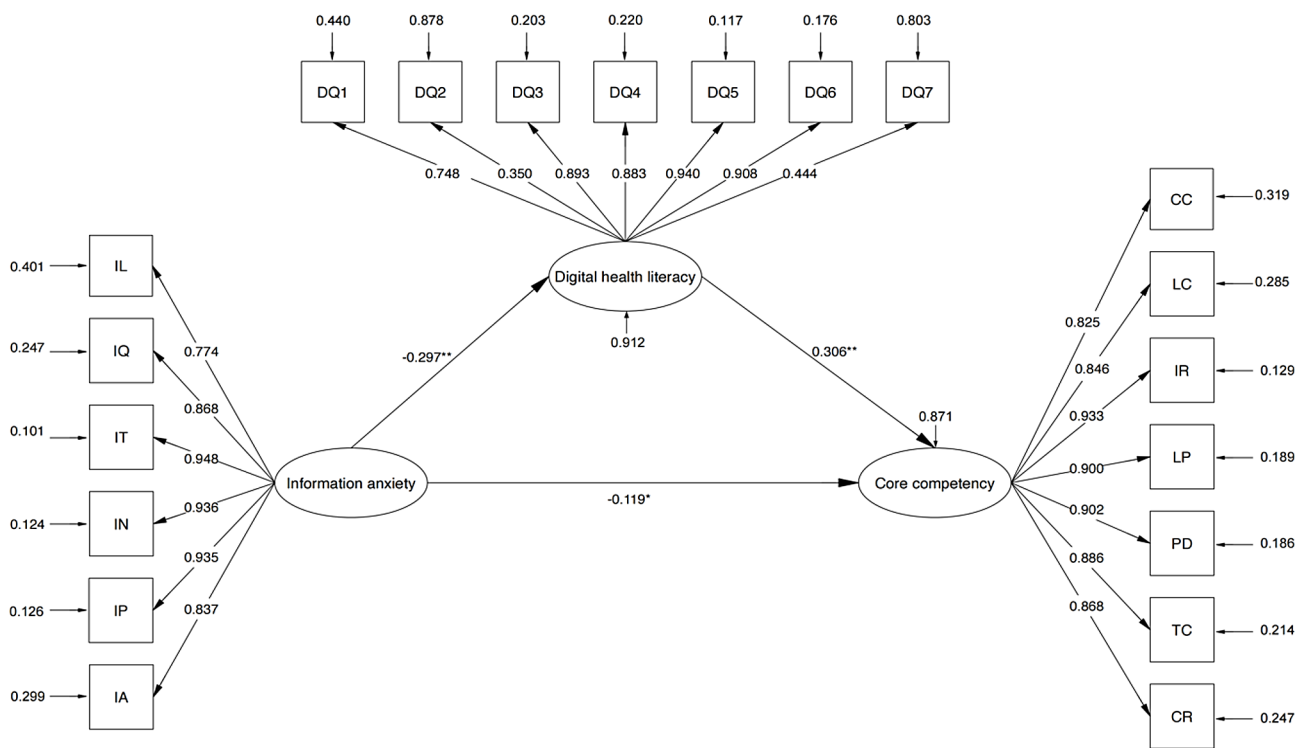 0.440 0.878 0.203 0.220 0.117 0.176 0.803
DQ1 DQ2 DQ3 DQ4 DQ5 DQ6 DQ7
0.748 0.350 0.893 0.883 0.940 0.908 0.444
CC 0.319
0.401 IL
Digital health literacy
LC 0.285
0.825
0.912
0.247 IQ 0.774
-0.297** 0.306**
0.846
IR 0.129
0.868
0.933
0.871
0.101 IT
0.948
0.900 LP 0.189
Information anxiety
Core competency
-0.119*
0.936
0.902
0.124 IN
PD 0.186
0.935
0.886
0.126 IP 0.837
0.868
TC 0.214
0.299 IA
CR 0.247